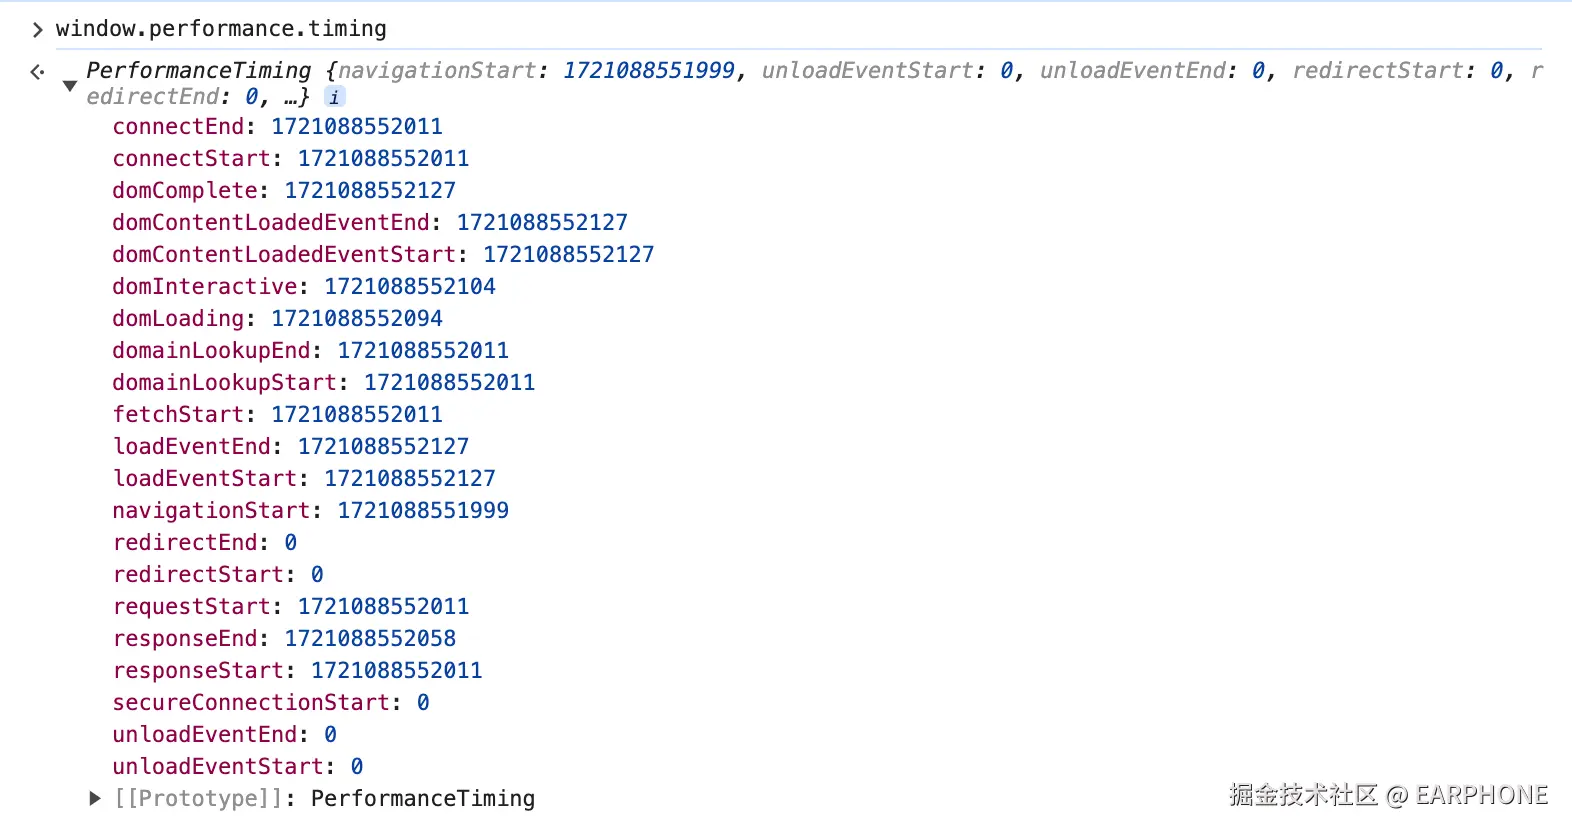 > window.performance.timing
PerformanceTiming {navigationStart: 1721088551999, unloadEventStart: 0, unloadEventEnd: 0, redirectStart: 0, r
edirectEnd: 0, …} i
connectEnd: 1721088552011
connectStart: 1721088552011
domComplete: 1721088552127
domContentLoadedEventEnd: 1721088552127
domContentLoadedEventStart: 1721088552127
domInteractive: 1721088552104
domLoading: 1721088552094
domainLookupEnd: 1721088552011
domainLookupStart: 1721088552011
fetchStart: 1721088552011
loadEventEnd: 1721088552127
loadEventStart: 1721088552127
navigationStart: 1721088551999
redirectEnd: 0
redirectStart: 0
requestStart: 1721088552011
responseEnd: 1721088552058
responseStart: 1721088552011
secureConnectionStart: 0
unloadEventEnd: 0
unloadEventStart: 0
[[Prototype]]: PerformanceTiming
掘金技术社区 @ EARPHONE